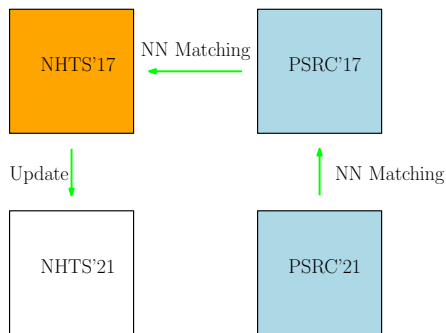 NN Matching
NHTS'17
PSRC'17
Update
NN Matching
NHTS'21
PSRC'21